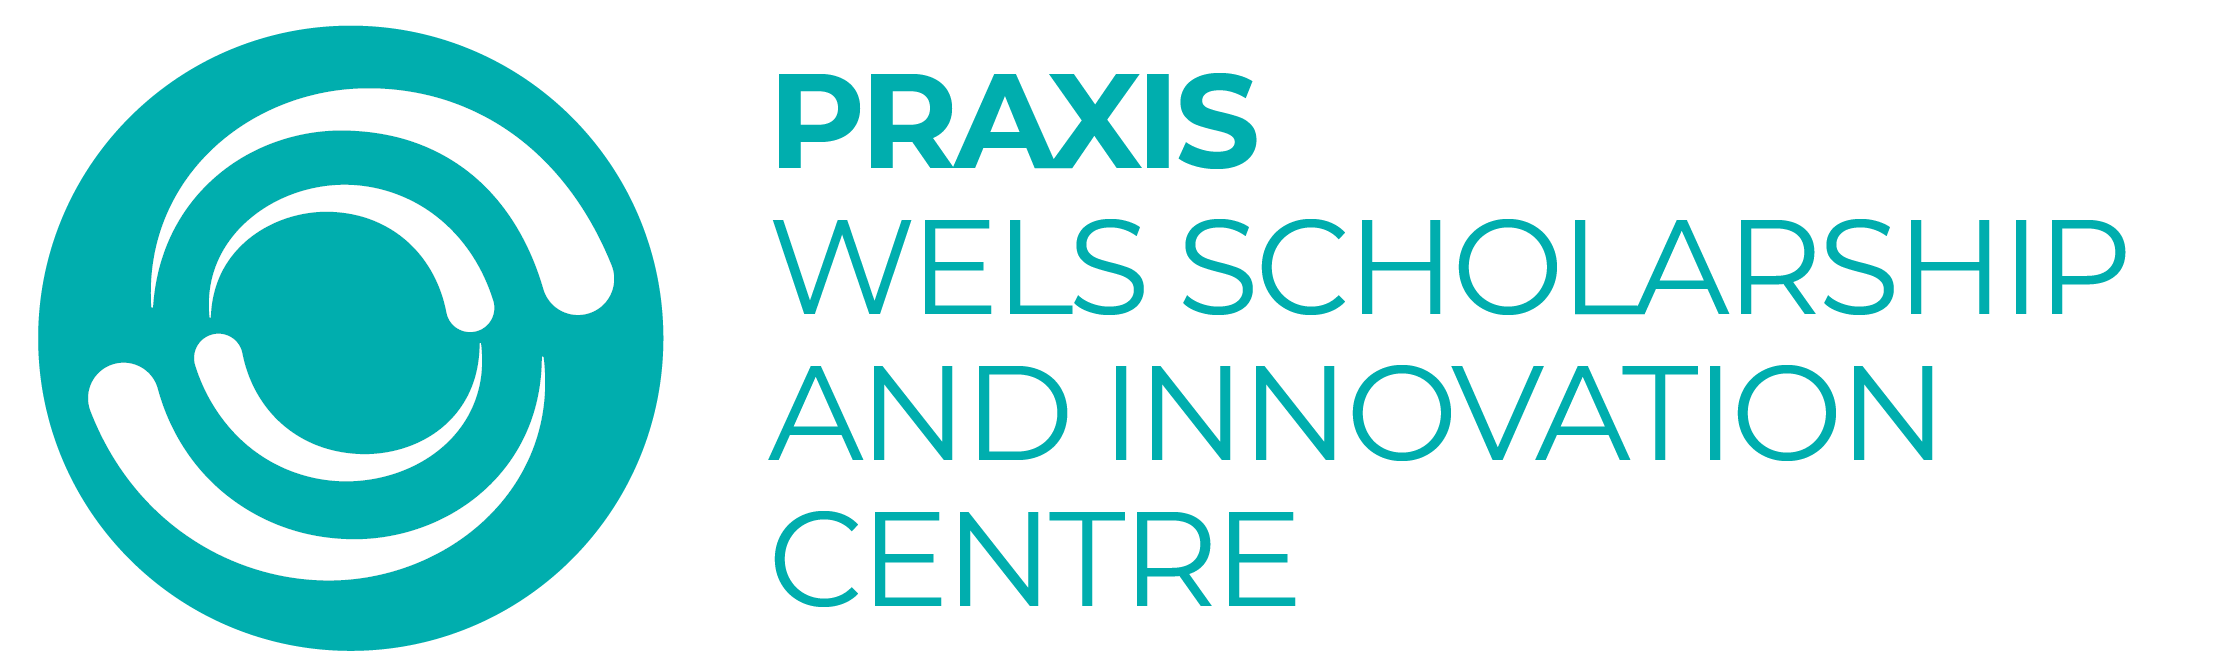 PRAXIS
WELS SCHOLARSHIP
AND INNOVATION
CENTRE